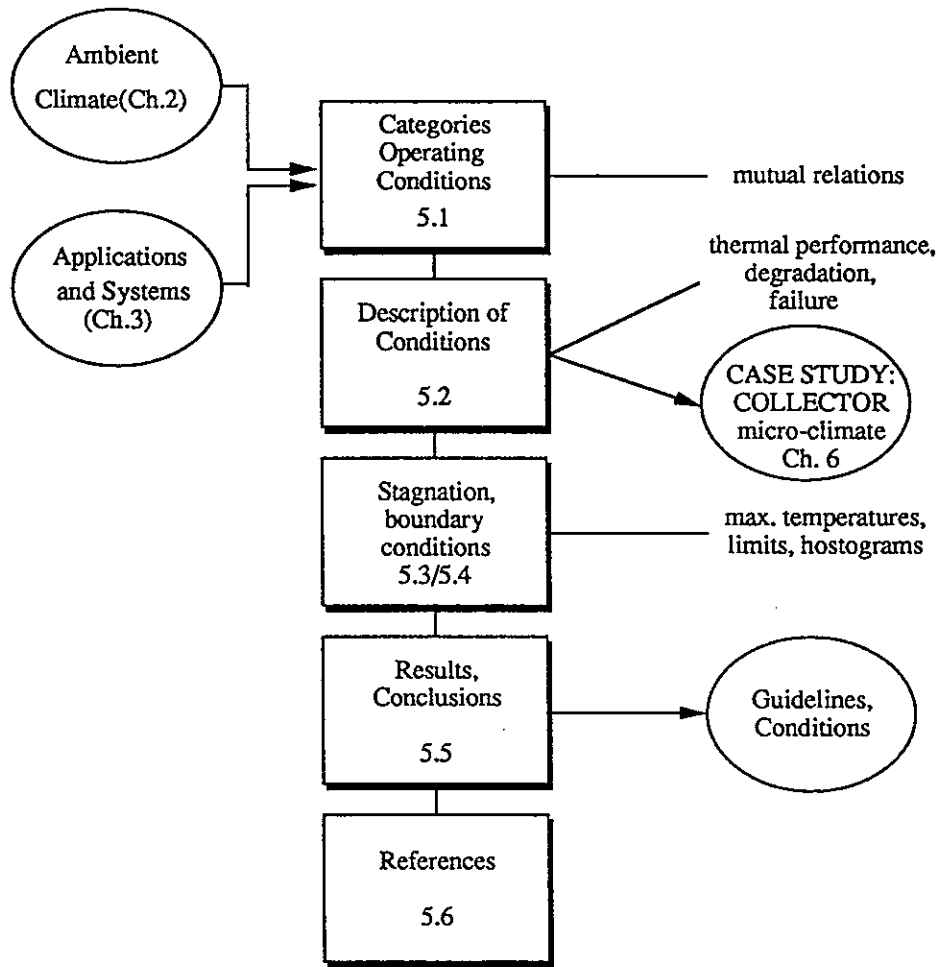 Ambient
Climate(Ch.2)
Categories
Operating
Conditions
5.1
mutual relations
Applications
and Systems
(Ch.3)
thermal performance,
degradation,
failure
Description of
Conditions
5.2
CASE STUDY:
COLLECTOR
micro-climate
Ch. 6
Stagnation,
boundary
conditions
5.3/5.4
max. temperatures,
limits, hostograms
Results,
Conclusions
5.5
Guidelines,
Conditions
References
5.6